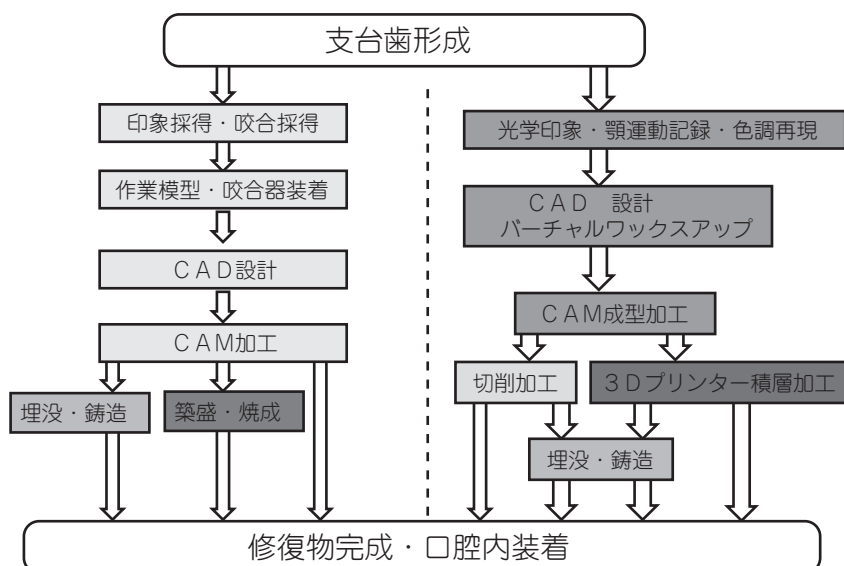 支台歯形成
印象採得・咬合採得
作業模型・咬合器装着
ＣＡＤ設計
ＣＡＭ加工
埋没・鋳造
築盛・焼成
光学印象・顎運動記録・色調再現
ＣＡＤ　設計
バーチャルワックスアップ
ＣＡＭ成型加工
切削加工
３Ｄプリンター積層加工
埋没・鋳造
修復物完成・口腔内装着